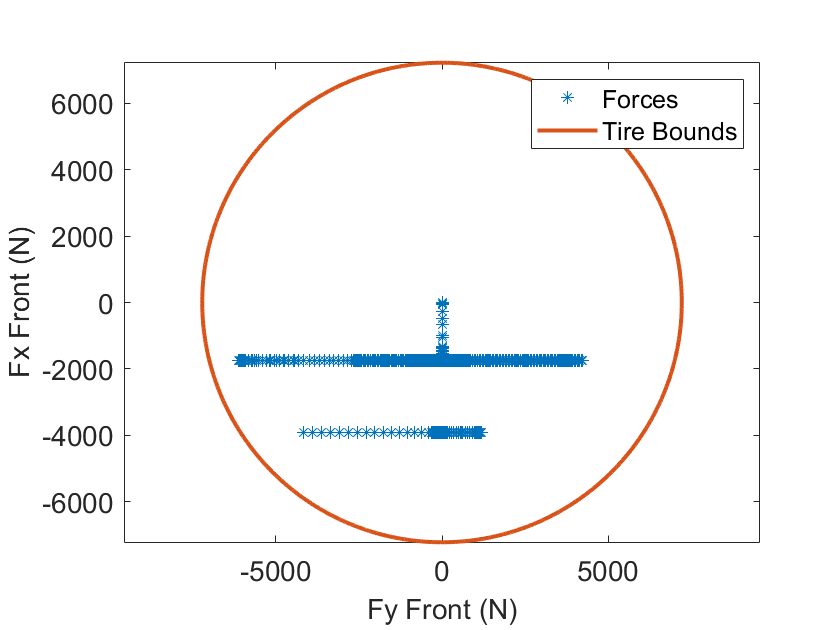 Forces
Tire Bounds
6000
4000
2000
0
-2000
-4000
-6000
Fx Front (N)
-5000 0 5000
Fy Front (N)